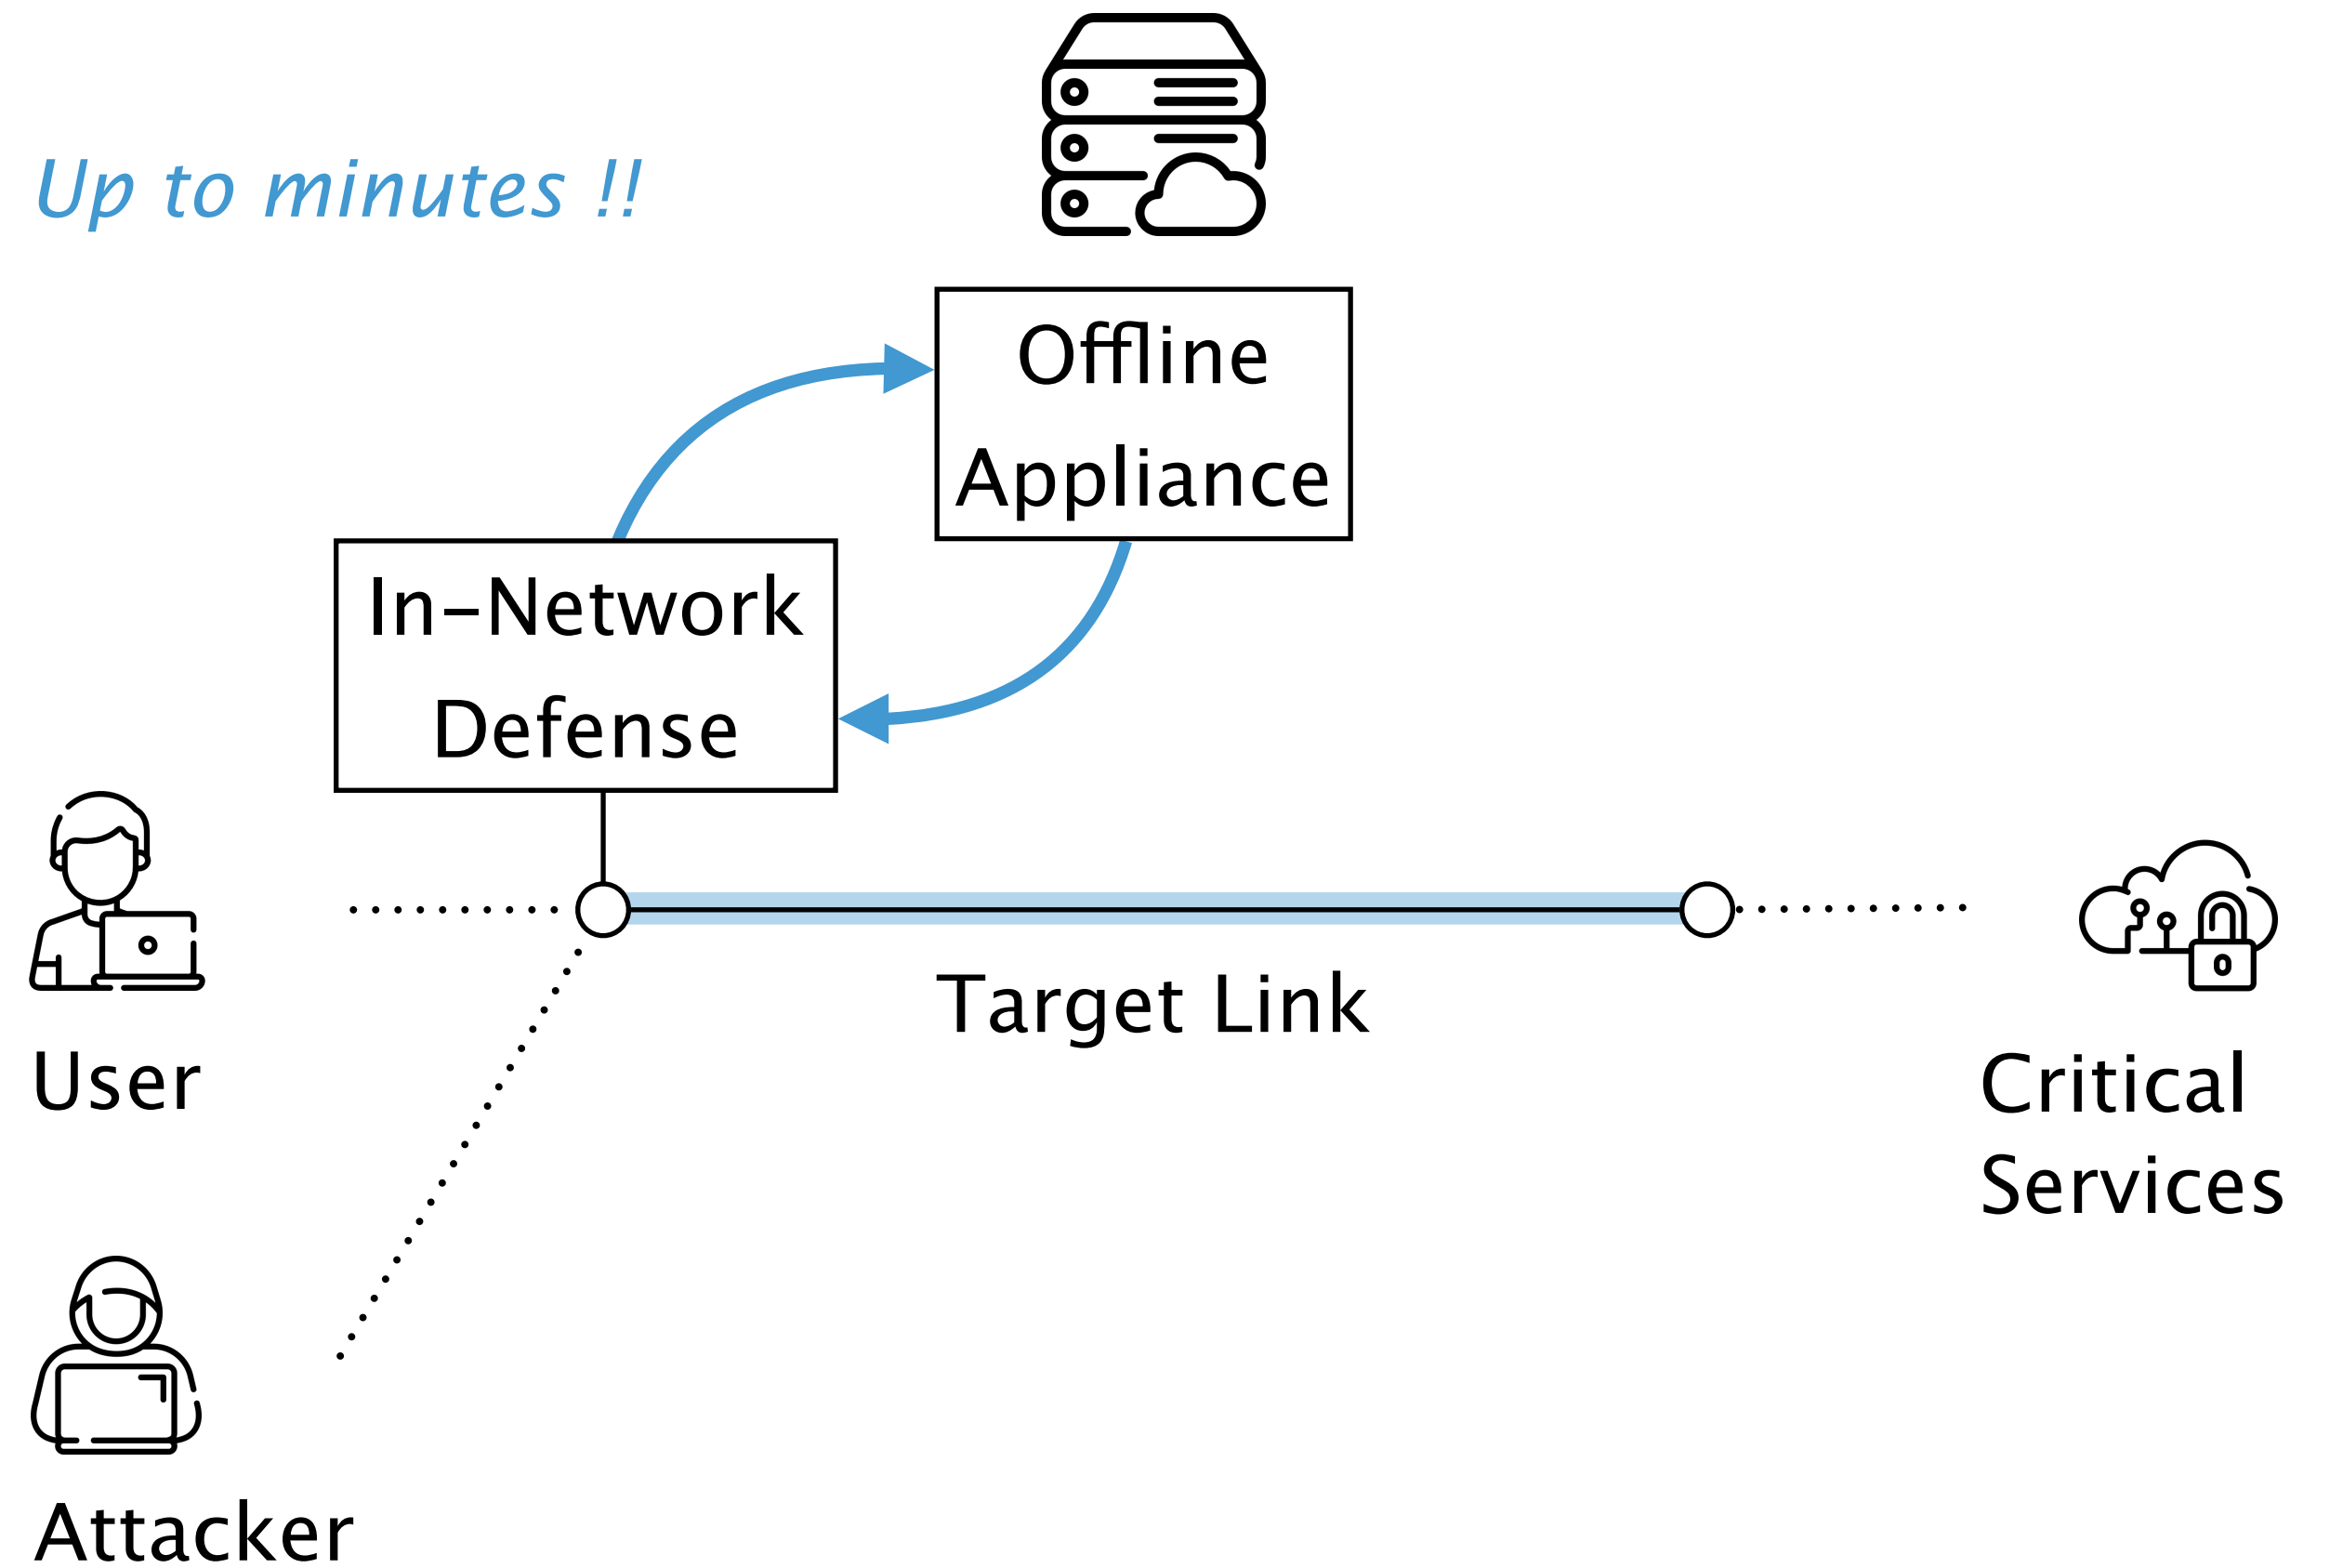 Up to minutes !!
Offline
Appliance
In-Network
Defense
Target Link
User
Critical
Services
Attacker